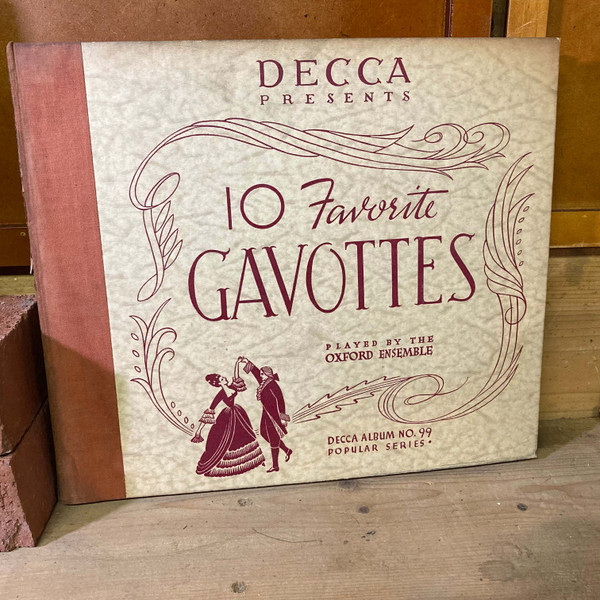 DECCA
PRESENTS
10 Favorite
GAVOTTES
PLAYED BY THE
OXFORD ENSEMBLE
DECCA ALBUM NO. 99
POPULAR SERIES •